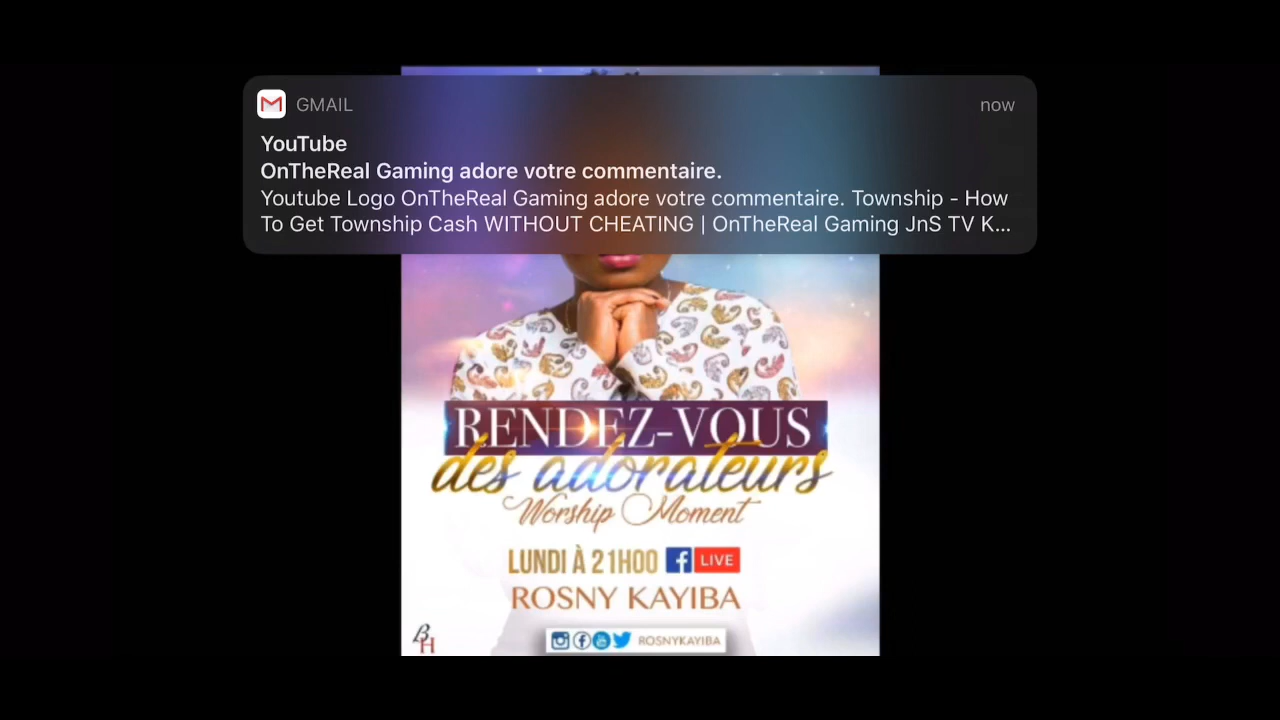 GMAIL
now
YouTube
OnTheReal Gaming adore votre commentaire.
Youtube Logo OnTheReal Gaming adore votre commentaire. Township - How
To Get Township Cash WITHOUT CHEATING | OnTheReal Gaming JnS TV K...
RENDEZ-VOUS
des adorateurs
Worship Moment
LUNDI À 21H00 f LIVE
ROSNY KAYIBA
BH
ROSNYKAYIBA